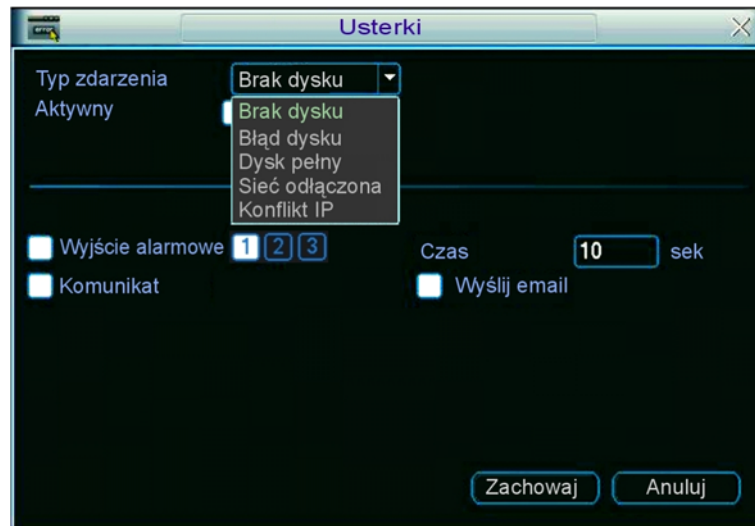 error
Usterki
Typ zdarzenia Brak dysku
Aktywny Brak dysku
Błąd dysku
Dysk pełny
Sieć odłączona
Konflikt IP
Wyjście alarmowe 1 2 3 Czas 10 sek
Komunikat Wyślij email
Zachowaj Anuluj